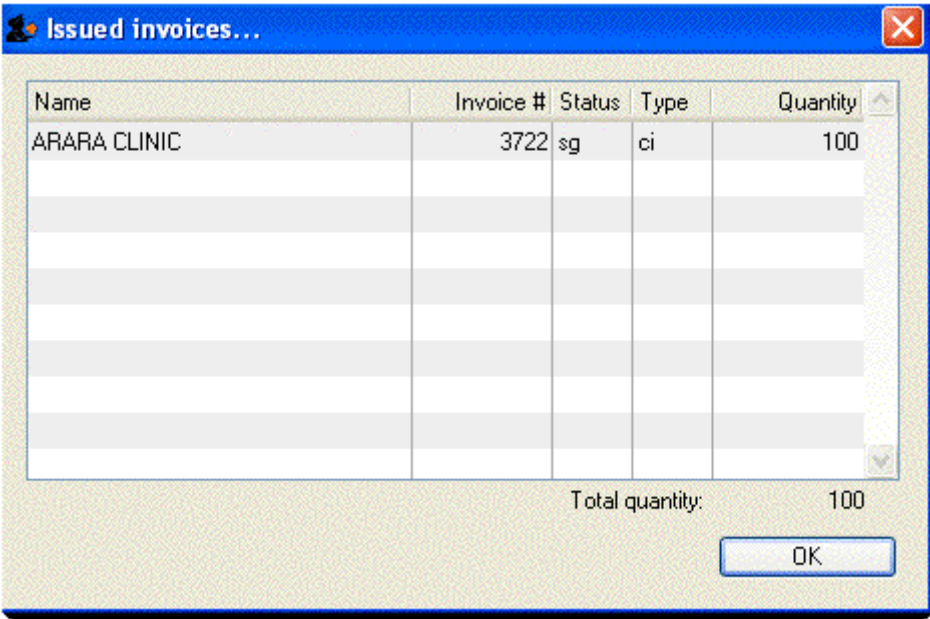 Issued invoices...
Name Invoice # Status Type Quantity
ARARA CLINIC 3722 sg ci 100
Total quantity: 100
OK